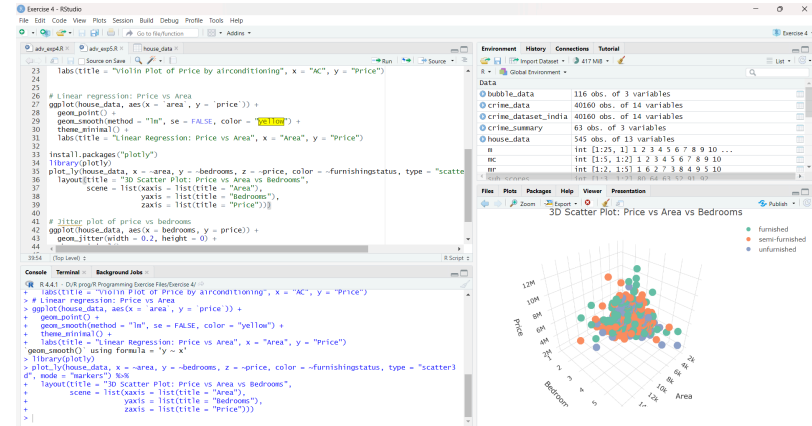 Exercise 4 - RStudio
File Edit Code View Plots Session Build Debug Profile Tools Help
Go to file/function
Addins
Exercise 4
adv_exp4.R
adv_exp5.R
house_data
Source on Save
Run
Source
23 labs(title = "Violin Plot of Price by airconditioning", x = "AC", y = "Price")
24
25
26 # Linear regression: Price vs Area
27 ggplot(house_data, aes(x = `area`, y = `price`)) +
28 geom_point() +
29 geom_smooth(method = "lm", se = FALSE, color = "yellow") +
30 theme_minimal() +
31 labs(title = "Linear Regression: Price vs Area", x = "Area", y = "Price")
32
33 install.packages("plotly")
34 library(plotly)
35 plot_ly(house_data, x = ~area, y = ~bedrooms, z = ~price, color = ~furnishingstatus, type = "scatte
36 layout(title = "3D Scatter Plot: Price vs Area vs Bedrooms",
37 scene = list(xaxis = list(title = "Area"),
38 yaxis = list(title = "Bedrooms"),
39 zaxis = list(title = "Price")))
40
41 # Jitter plot of price vs bedrooms
42 ggplot(house_data, aes(x = bedrooms, y = price)) +
43 geom_jitter(width = 0.2, height = 0) +
44
39:54 (Top Level) R Script
Console Terminal Background Jobs
R 4.4.1 · D:/R prog/R Programming Exercise Files/Exercise 4/
+ labs(title = "Violin Plot of Price by airconditioning", x = "AC", y = "Price")
> # Linear regression: Price vs Area
> ggplot(house_data, aes(x = `area`, y = `price`)) +
+ geom_point() +
+ geom_smooth(method = "lm", se = FALSE, color = "yellow") +
+ theme_minimal() +
+ labs(title = "Linear Regression: Price vs Area", x = "Area", y = "Price")
`geom_smooth()` using formula = 'y ~ x'
> library(plotly)
> plot_ly(house_data, x = ~area, y = ~bedrooms, z = ~price, color = ~furnishingstatus, type = "scatter3
d", mode = "markers") %>%
+ layout(title = "3D Scatter Plot: Price vs Area vs Bedrooms",
+ scene = list(xaxis = list(title = "Area"),
+ yaxis = list(title = "Bedrooms"),
+ zaxis = list(title = "Price")))
>
Environment History Connections Tutorial
Import Dataset 417 MiB List
R Global Environment
Data
bubble_data 116 obs. of 3 variables
crime_data 40160 obs. of 14 variables
crime_dataset_india 40160 obs. of 14 variables
crime_summary 63 obs. of 3 variables
house_data 545 obs. of 13 variables
m int [1:25, 1] 1 2 3 4 5 6 7 8 9 10 ...
mc int [1:5, 1:2] 1 2 3 4 5 6 7 8 9 10
mr int [1:2, 1:5] 1 6 2 7 3 8 4 9 5 10
Files Plots Packages Help Viewer Presentation
Zoom Export Publish
3D Scatter Plot: Price vs Area vs Bedrooms
furnished
semi-furnished
unfurnished
12M
10M
8M
6M
4M
2M
Price
1
2
3
4
5
Bedroom
2k
4k
6k
8k
10k
12k
Area